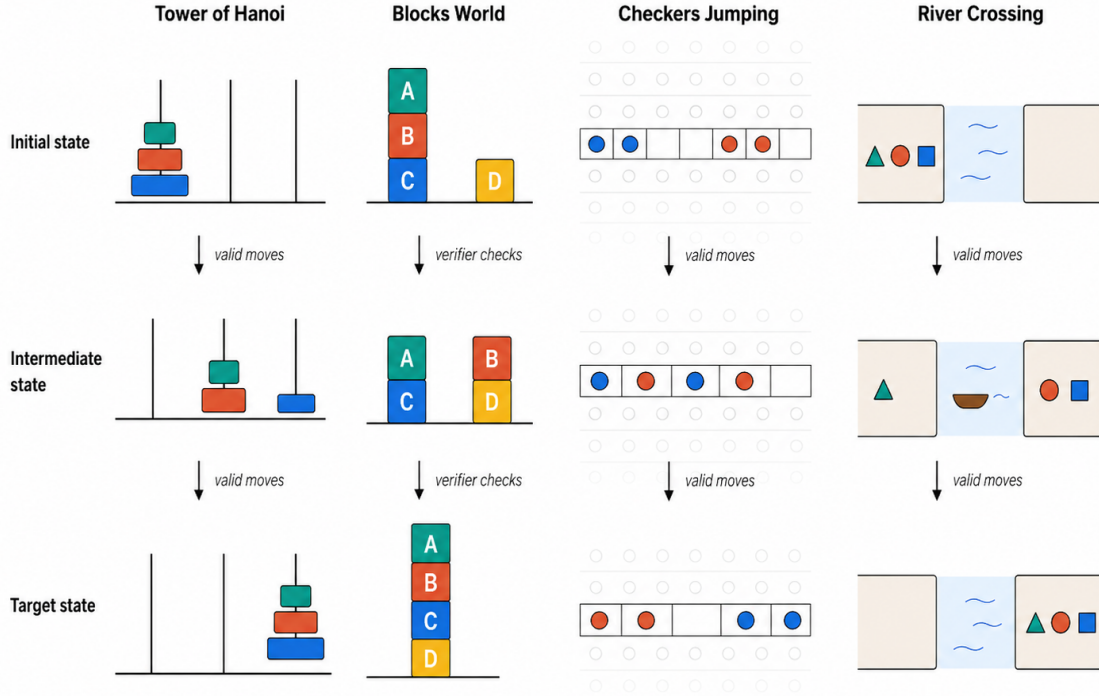 Tower of Hanoi
Blocks World
Checkers Jumping
River Crossing
Initial state
A
B
C
D
valid moves
verifier checks
valid moves
valid moves
Intermediate
state
A
B
C
D
valid moves
verifier checks
valid moves
valid moves
Target state
A
B
C
D